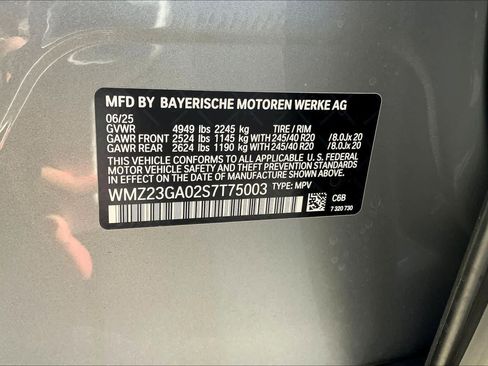 MFD BY BAYERISCHE MOTOREN WERKE AG
06/25
GVWR 4949 lbs 2245 kg TIRE / RIM
GAWR FRONT 2524 lbs 1145 kg WITH 245/40 R20 / 8.0Jx 20
GAWR REAR 2624 lbs 1190 kg WITH 245/40 R20 / 8.0Jx 20
THIS VEHICLE CONFORMS TO ALL APPLICABLE U. S. FEDERAL
MOTOR VEHICLE SAFETY AND THEFT PREVENTION STANDARDS
IN EFFECT ON THE DATE OF MANUFACTURE SHOWN ABOVE.
WMZ23GA02S7T75003 TYPE: MPV
C6B
7 320 730